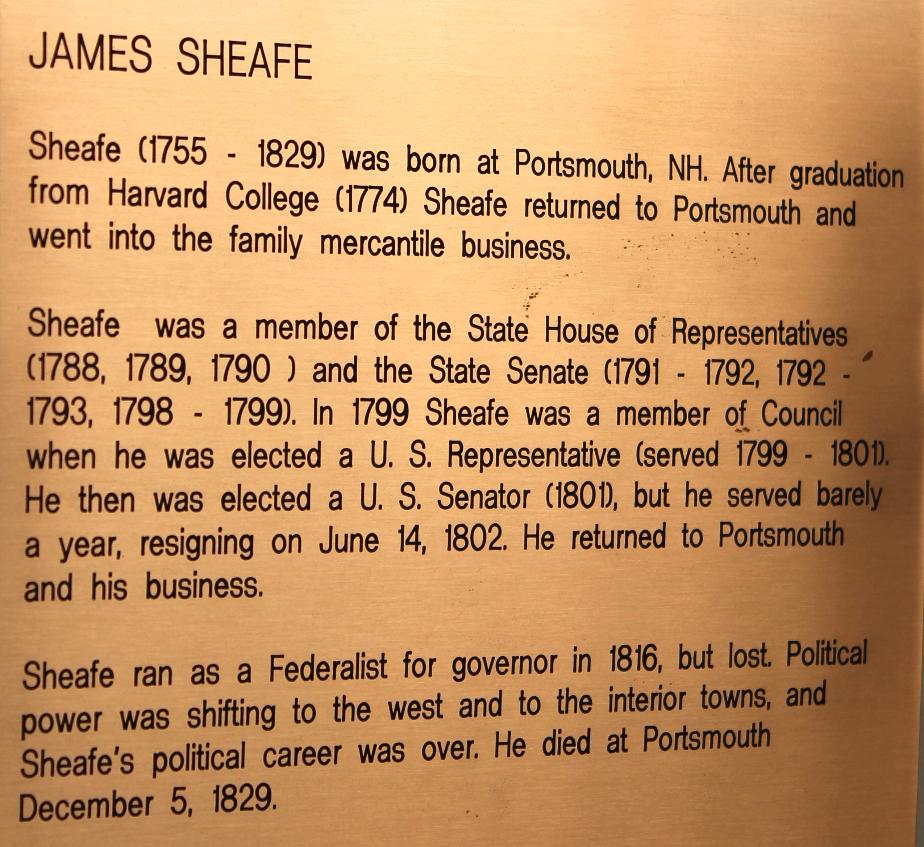 JAMES SHEAFE
Sheafe (1755 - 1829) was born at Portsmouth, NH. After graduation
from Harvard College (1774) Sheafe returned to Portsmouth and
went into the family mercantile business.
Sheafe was a member of the State House of Representatives
(1788, 1789, 1790 ) and the State Senate (1791 - 1792, 1792 -
1793, 1798 - 1799). In 1799 Sheafe was a member of Council
when he was elected a U. S. Representative (served 1799 - 1801).
He then was elected a U. S. Senator (1801), but he served barely
a year, resigning on June 14, 1802. He returned to Portsmouth
and his business.
Sheafe ran as a Federalist for governor in 1816, but lost. Political
power was shifting to the west and to the interior towns, and
Sheafe's political career was over. He died at Portsmouth
December 5, 1829.